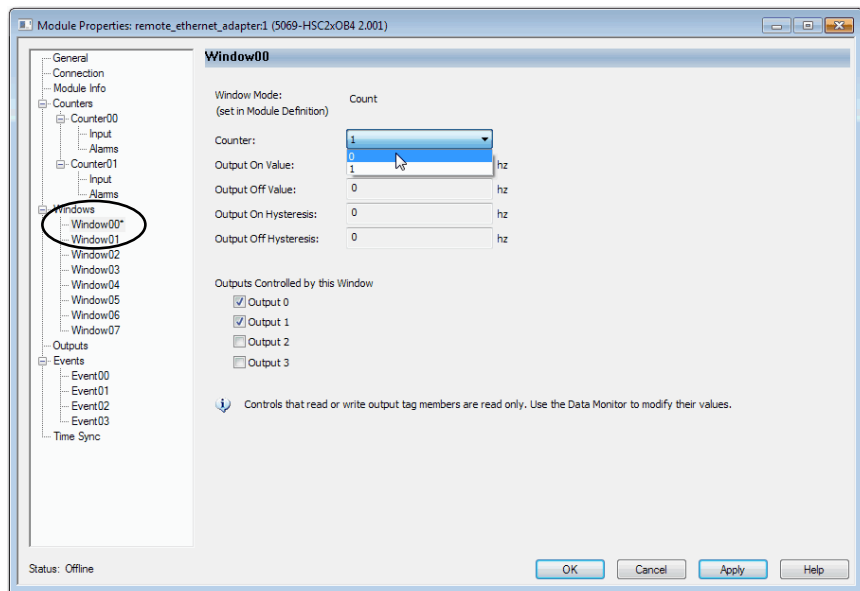 Module Properties: remote_ethernet_adapter:1 (5069-HSC2xOB4 2.001)
General
Connection
Module Info
Counters
Counter00
Input
Alarms
Counter01
Input
Alarms
Windows
Window00*
Window01
Window02
Window03
Window04
Window05
Window06
Window07
Outputs
Events
Event00
Event01
Event02
Event03
Time Sync
Window00
Window Mode: Count
(set in Module Definition)
Counter: 1
0
1
Output On Value: hz
Output Off Value: 0
Output On Hysteresis: 0 hz
Output Off Hysteresis: 0 hz
Outputs Controlled by this Window
Output 0
Output 1
Output 2
Output 3
Controls that read or write output tag members are read only. Use the Data Monitor to modify their values.
Status: Offline
OK Cancel Apply Help